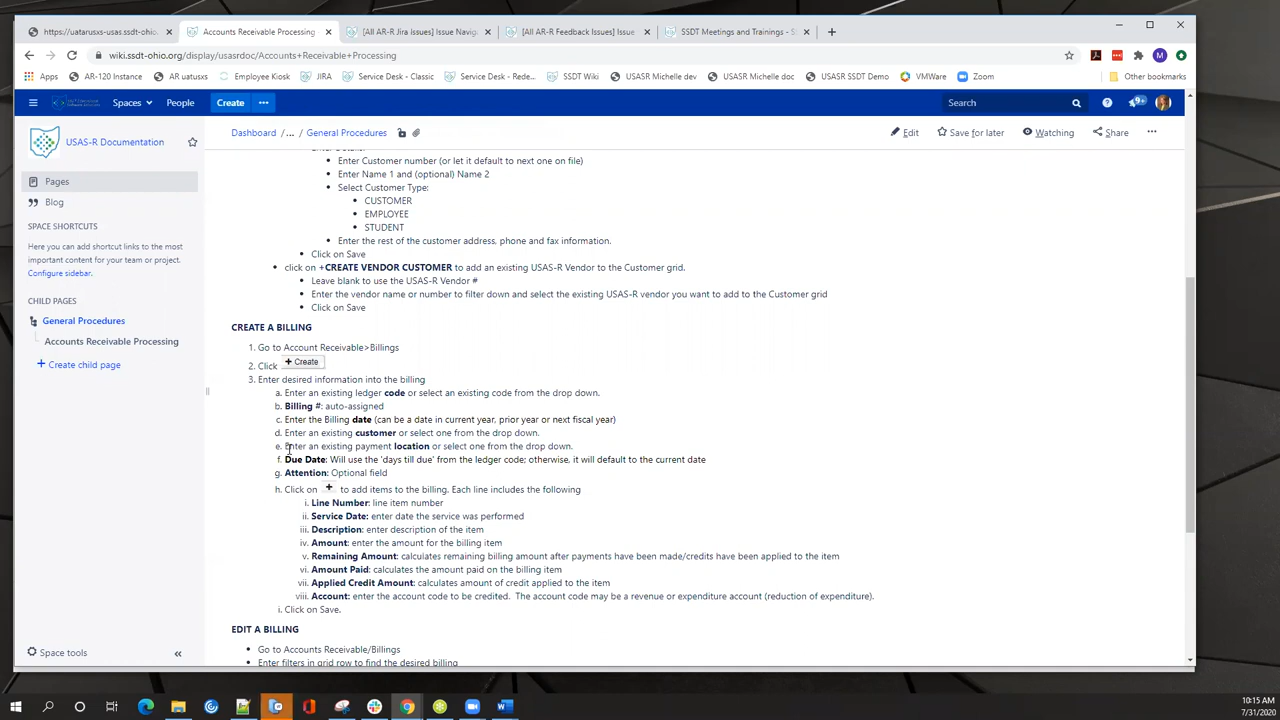 https://uatarusxs-usas.ssdt-ohio.
Accounts Receivable Processing
[All AR-R Jira Issues] Issue Navig
[All AR-R Feedback Issues] Issue
SSDT Meetings and Trainings - S
wiki.ssdt-ohio.org/display/usasrdoc/Accounts+Receivable+Processing
M
Apps
AR-120 Instance
AR uatusxs
Employee Kiosk
JIRA
Service Desk - Classic
Service Desk - Rede...
SSDT Wiki
USASR Michelle dev
USASR Michelle doc
USASR SSDT Demo
VMWare
Zoom
Other bookmarks
Spaces
People
Create
Search
9+
USAS-R Documentation
Dashboard / ... / General Procedures
Edit
Save for later
Watching
Share
Pages
Blog
SPACE SHORTCUTS
Here you can add shortcut links to the most
important content for your team or project.
Configure sidebar.
CHILD PAGES
General Procedures
Accounts Receivable Processing
+ Create child page
Space tools
Enter Customer number (or let it default to next one on file)
Enter Name 1 and (optional) Name 2
Select Customer Type:
CUSTOMER
EMPLOYEE
STUDENT
Enter the rest of the customer address, phone and fax information.
Click on Save
click on +CREATE VENDOR CUSTOMER to add an existing USAS-R Vendor to the Customer grid.
Leave blank to use the USAS-R Vendor #
Enter the vendor name or number to filter down and select the existing USAS-R vendor you want to add to the Customer grid
Click on Save
CREATE A BILLING
1. Go to Account Receivable>Billings
2. Click + Create
3. Enter desired information into the billing
a. Enter an existing ledger code or select an existing code from the drop down.
b. Billing #: auto-assigned
c. Enter the Billing date (can be a date in current year, prior year or next fiscal year)
d. Enter an existing customer or select one from the drop down.
e. Enter an existing payment location or select one from the drop down.
f. Due Date: Will use the 'days till due' from the ledger code; otherwise, it will default to the current date
g. Attention: Optional field
h. Click on + to add items to the billing. Each line includes the following
i. Line Number: line item number
ii. Service Date: enter date the service was performed
iii. Description: enter description of the item
iv. Amount: enter the amount for the billing item
v. Remaining Amount: calculates remaining billing amount after payments have been made/credits have been applied to the item
vi. Amount Paid: calculates the amount paid on the billing item
vii. Applied Credit Amount: calculates amount of credit applied to the item
viii. Account: enter the account code to be credited. The account code may be a revenue or expenditure account (reduction of expenditure).
i. Click on Save.
EDIT A BILLING
Go to Accounts Receivable/Billings
Enter filters in grid row to find the desired billing
10:15 AM
7/31/2020